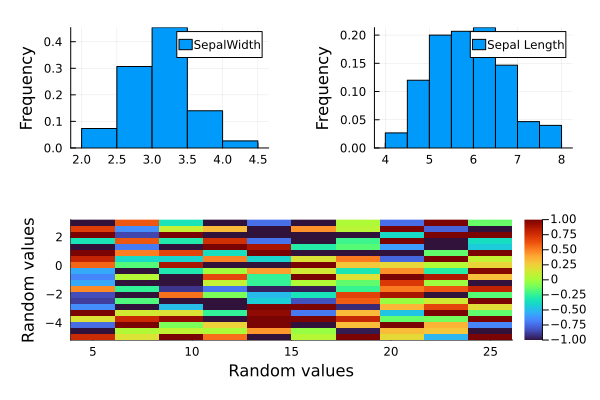 SepalWidth
Frequency
0.4
0.3
0.2
0.1
0.0
2.0 2.5 3.0 3.5 4.0 4.5
Sepal Length
Frequency
0.20
0.15
0.10
0.05
0.00
4 5 6 7 8
Random values
2
0
−2
−4
5 10 15 20 25
Random values
1.00
0.75
0.50
0.25
0
−0.25
−0.50
−0.75
−1.00